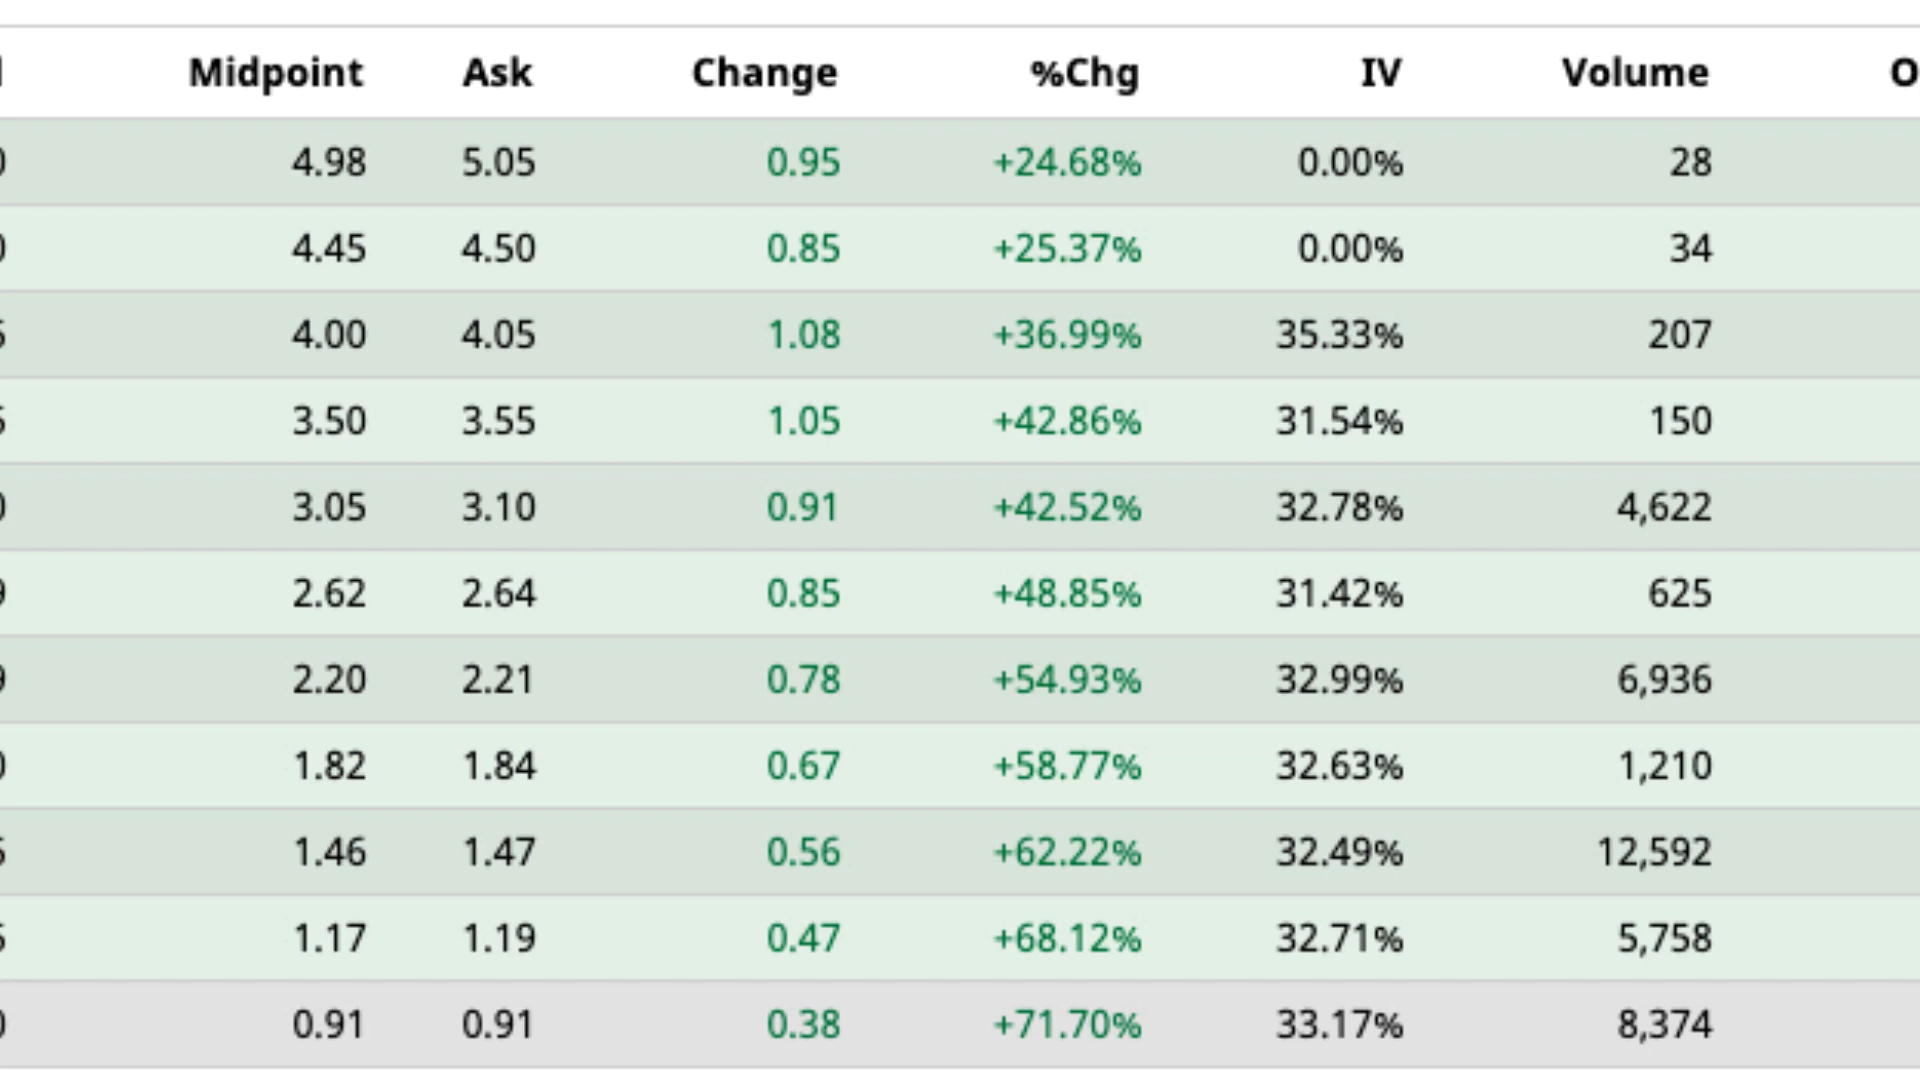 Midpoint Ask Change %Chg IV Volume
4.98 5.05 0.95 +24.68% 0.00% 28
4.45 4.50 0.85 +25.37% 0.00% 34
4.00 4.05 1.08 +36.99% 35.33% 207
3.50 3.55 1.05 +42.86% 31.54% 150
3.05 3.10 0.91 +42.52% 32.78% 4,622
2.62 2.64 0.85 +48.85% 31.42% 625
2.20 2.21 0.78 +54.93% 32.99% 6,936
1.82 1.84 0.67 +58.77% 32.63% 1,210
1.46 1.47 0.56 +62.22% 32.49% 12,592
1.17 1.19 0.47 +68.12% 32.71% 5,758
0.91 0.91 0.38 +71.70% 33.17% 8,374